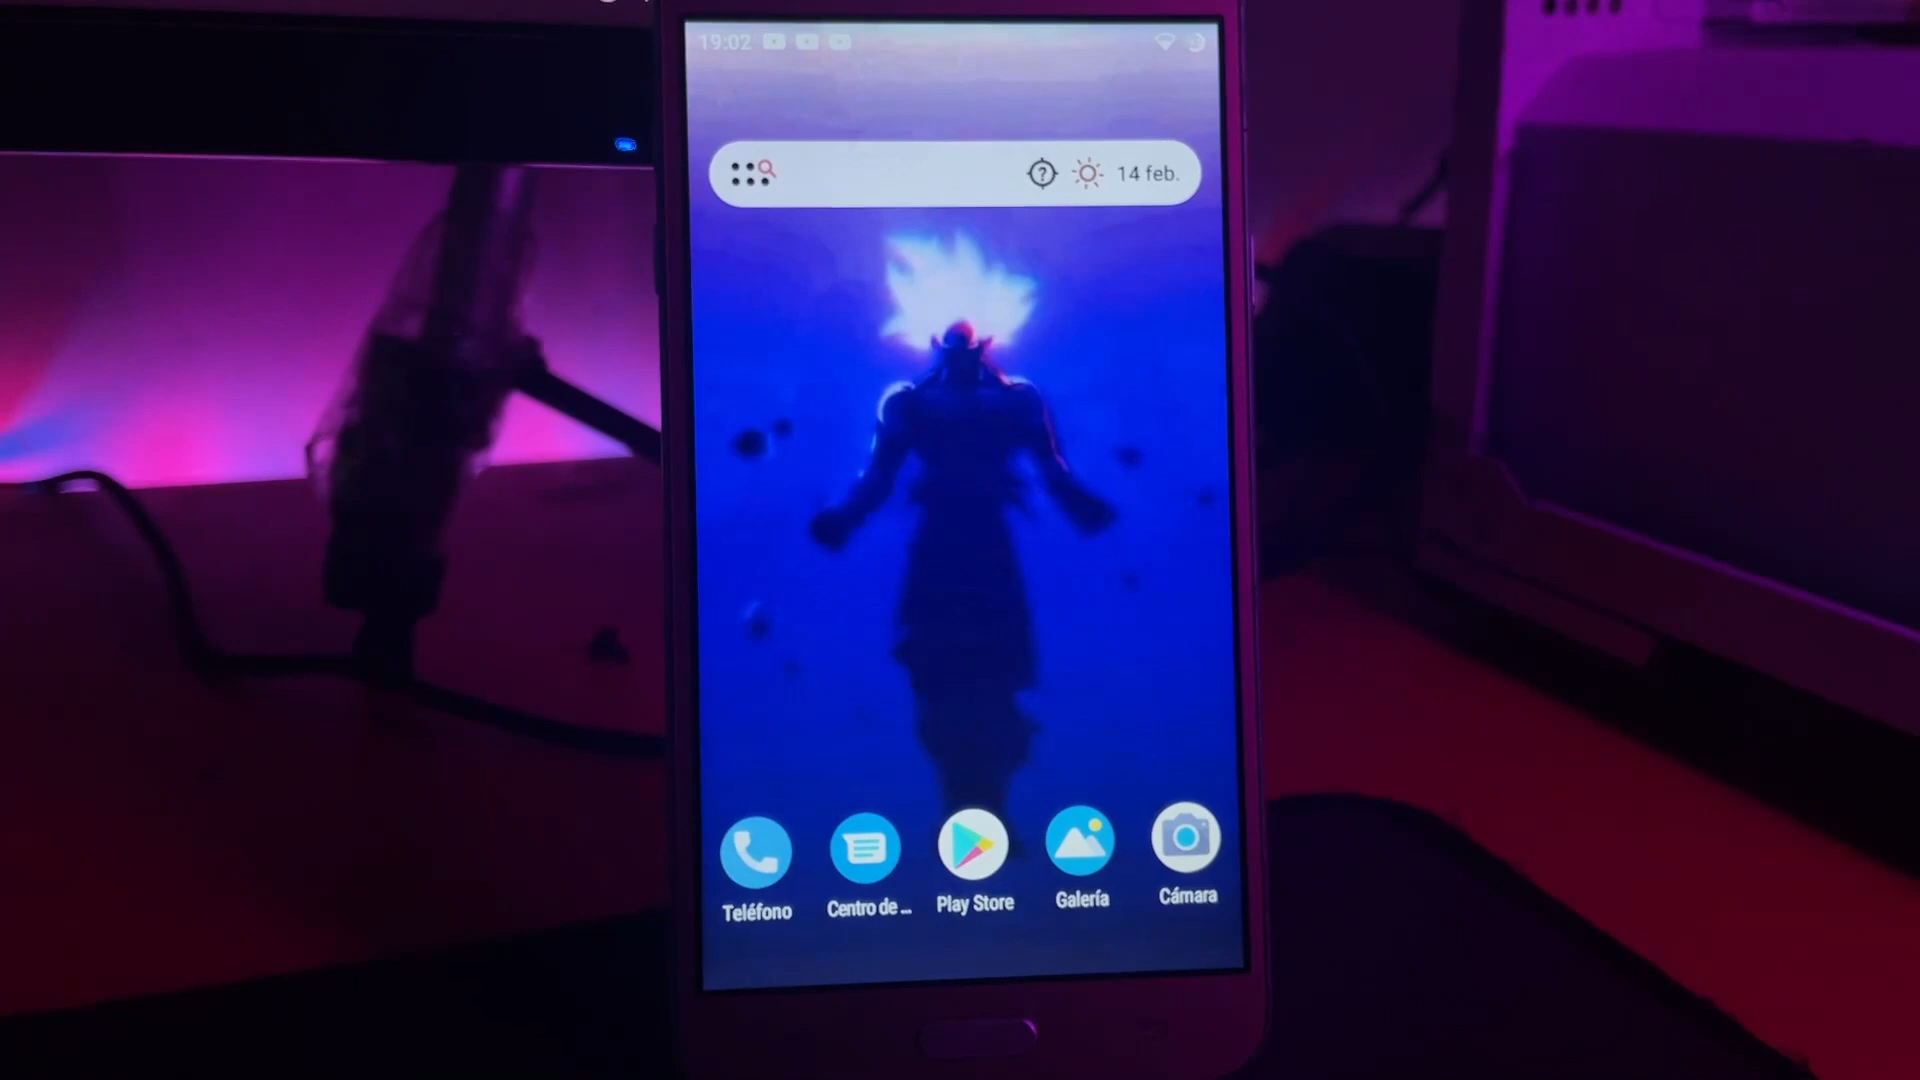 19:02
14 feb.
Teléfono
Centro de ...
Play Store
Galería
Cámara